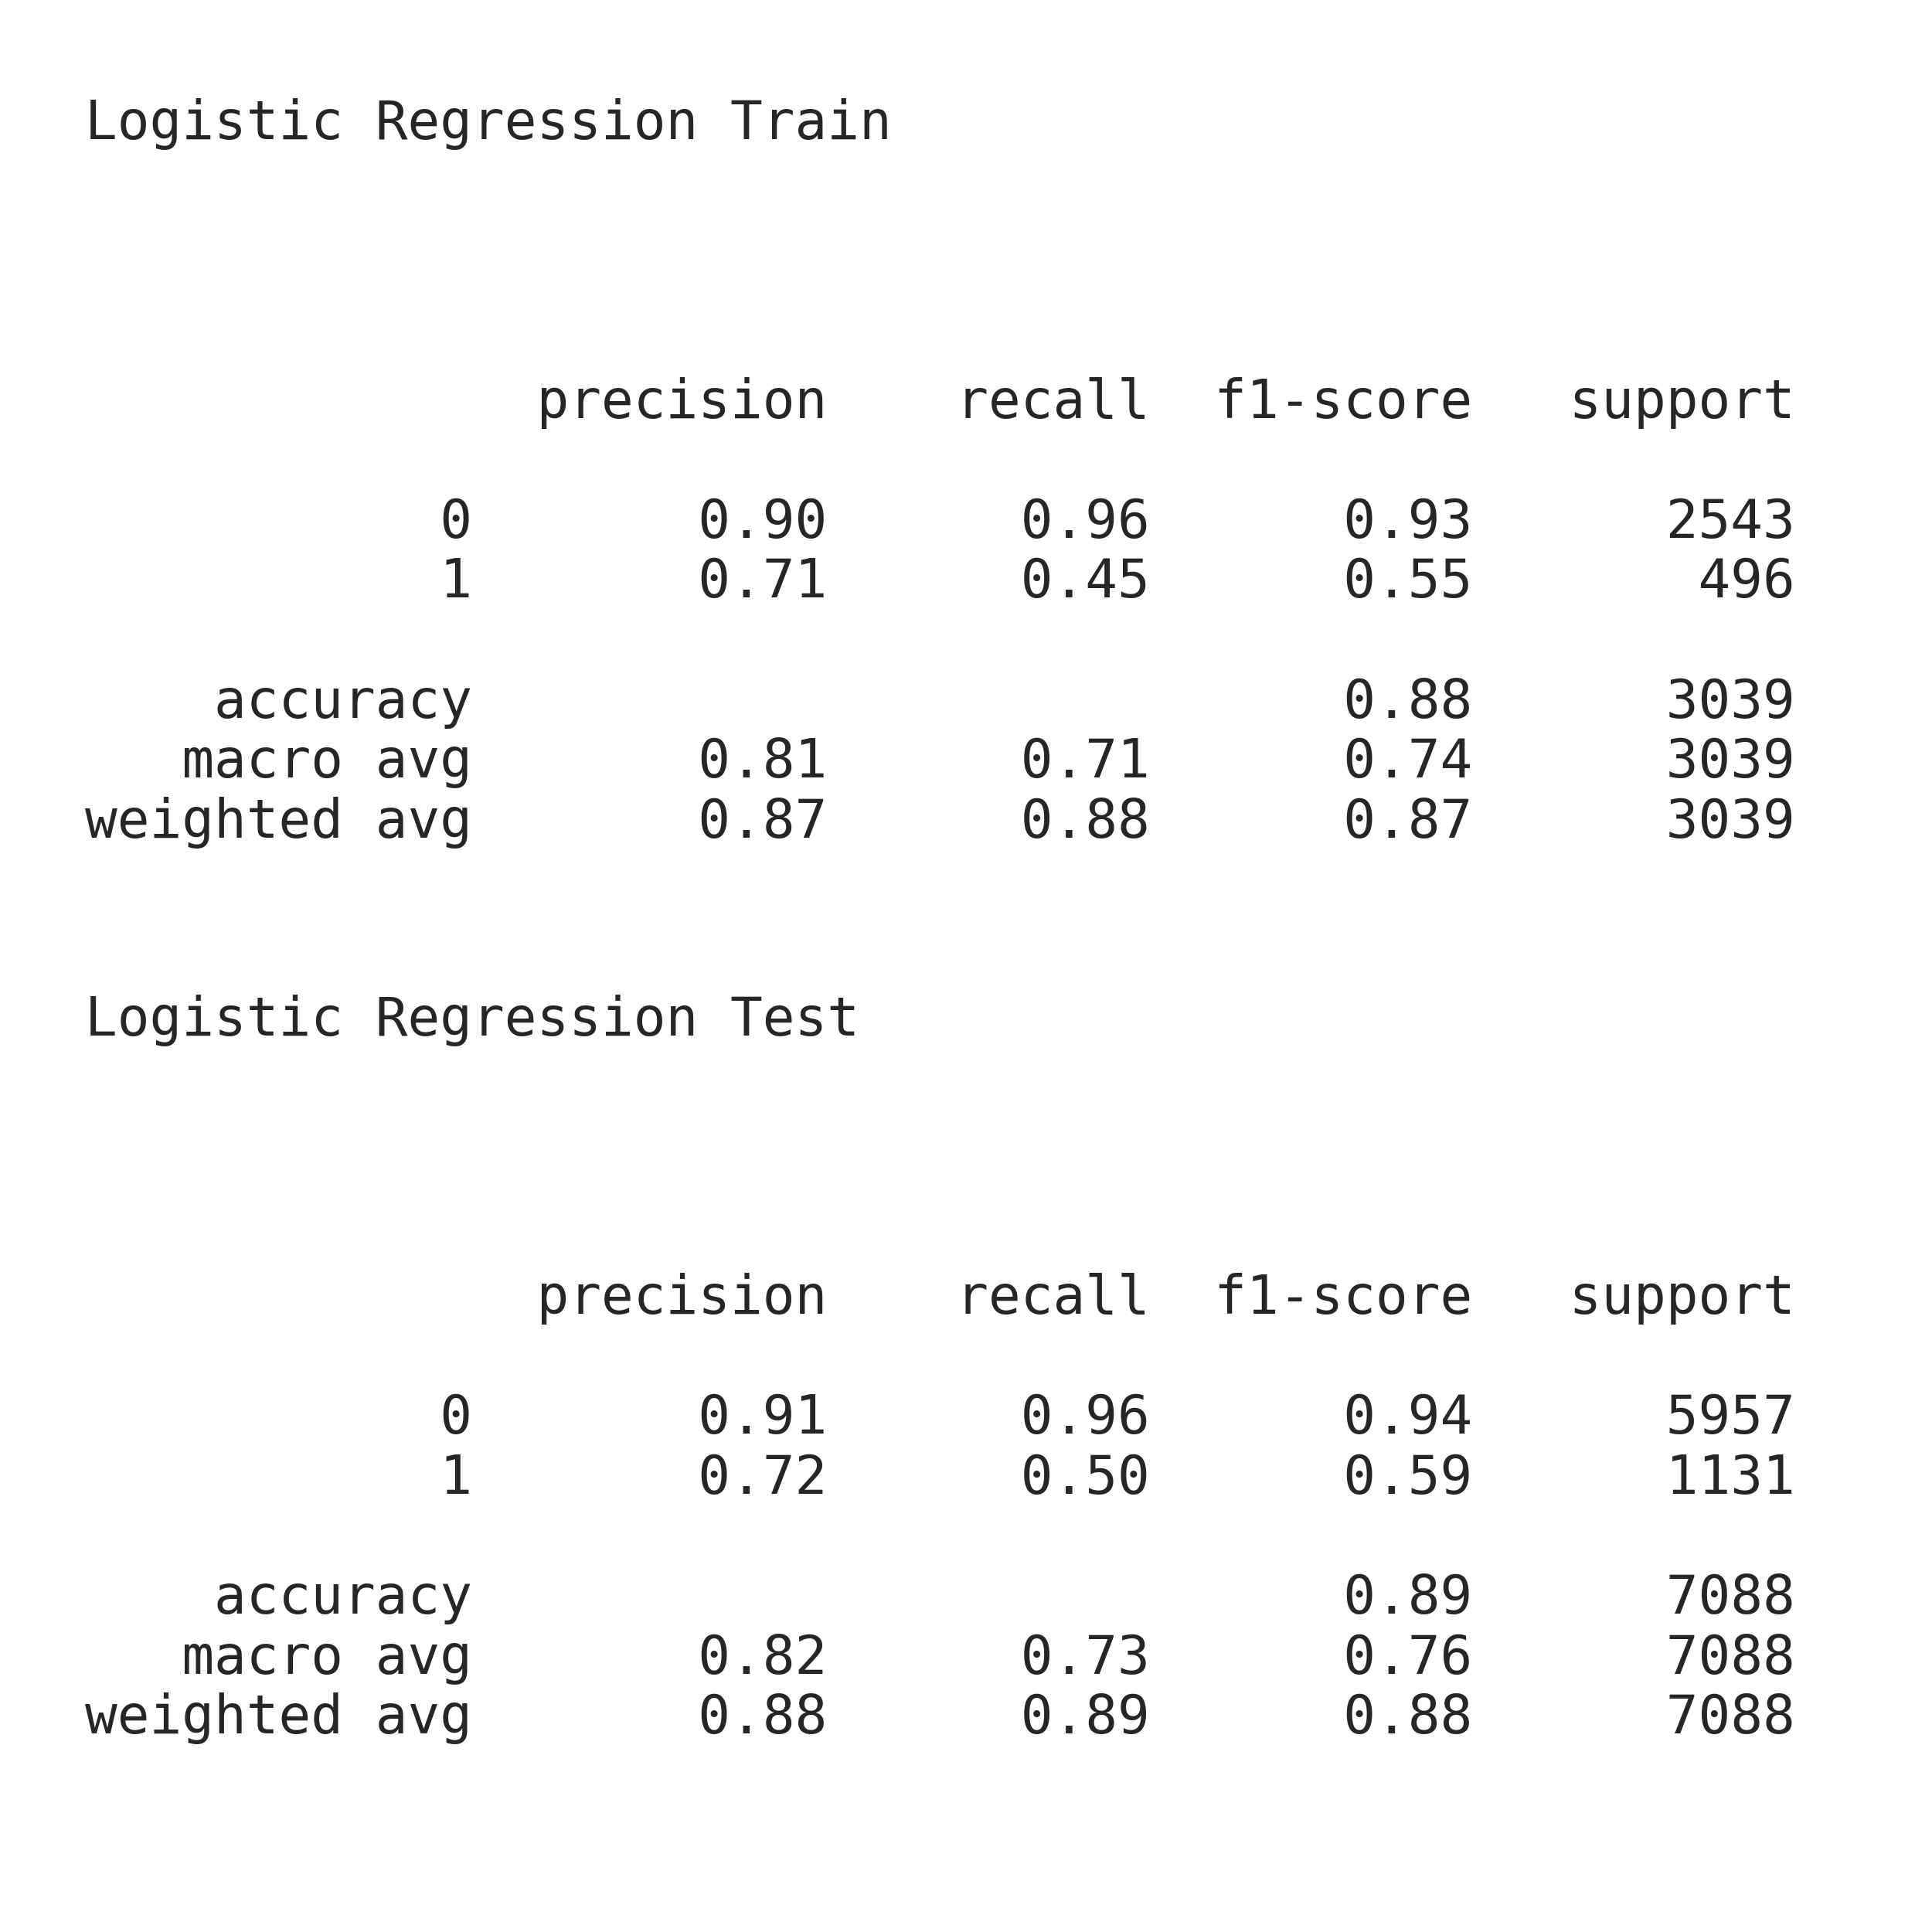 Logistic Regression Train
precision recall f1-score support
0 0.90 0.96 0.93 2543
1 0.71 0.45 0.55 496
accuracy 0.88 3039
macro avg 0.81 0.71 0.74 3039
weighted avg 0.87 0.88 0.87 3039
Logistic Regression Test
precision recall f1-score support
0 0.91 0.96 0.94 5957
1 0.72 0.50 0.59 1131
accuracy 0.89 7088
macro avg 0.82 0.73 0.76 7088
weighted avg 0.88 0.89 0.88 7088